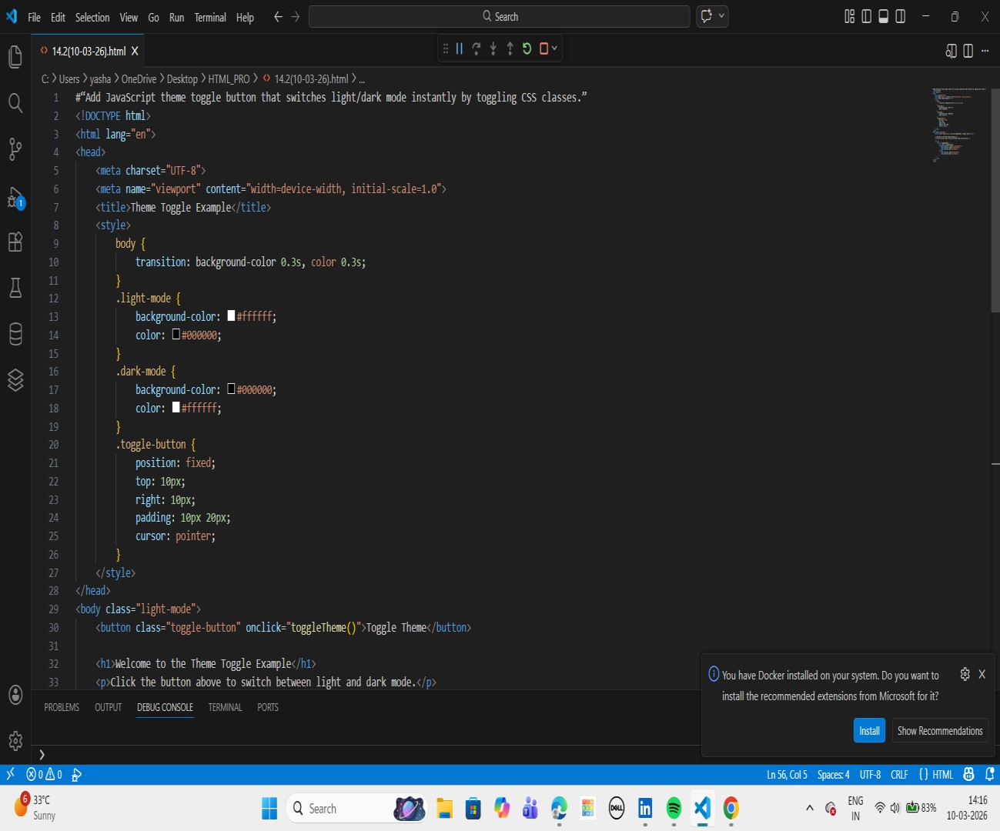 File Edit Selection View Go Run Terminal Help Search
14.2(10-03-26).html
C: > Users > yasha > OneDrive > Desktop > HTML_PRO > 14.2(10-03-26).html > ...
1 #“Add JavaScript theme toggle button that switches light/dark mode instantly by toggling CSS classes.”
2 <!DOCTYPE html>
3 <html lang="en">
4 <head>
5 <meta charset="UTF-8">
6 <meta name="viewport" content="width=device-width, initial-scale=1.0">
7 <title>Theme Toggle Example</title>
8 <style>
9 body {
10 transition: background-color 0.3s, color 0.3s;
11 }
12 .light-mode {
13 background-color: #ffffff;
14 color: #000000;
15 }
16 .dark-mode {
17 background-color: #000000;
18 color: #ffffff;
19 }
20 .toggle-button {
21 position: fixed;
22 top: 10px;
23 right: 10px;
24 padding: 10px 20px;
25 cursor: pointer;
26 }
27 </style>
28 </head>
29 <body class="light-mode">
30 <button class="toggle-button" onclick="toggleTheme()">Toggle Theme</button>
31
32 <h1>Welcome to the Theme Toggle Example</h1>
33 <p>Click the button above to switch between light and dark mode.</p>
1
You have Docker installed on your system. Do you want to
install the recommended extensions from Microsoft for it?
Install Show Recommendations
PROBLEMS OUTPUT DEBUG CONSOLE TERMINAL PORTS
0 0 Ln 56, Col 5 Spaces: 4 UTF-8 CRLF { } HTML
6 33°C
Sunny
Search
DELL
ENG
IN
83%
14:16
10-03-2026